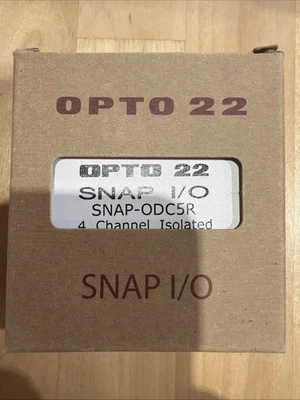 OPTO 22
OPTO 22
SNAP I/O
SNAP-ODC5R
4 Channel Isolated
SNAP I/O